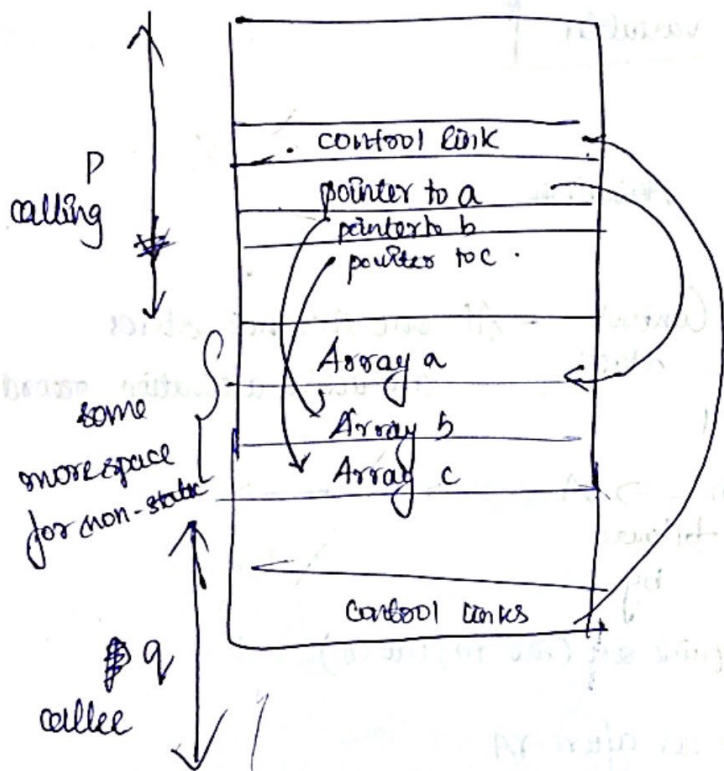 control link
pointer to a
pointer to b
pointer to c .
P
calling
Array a
Array b
Array c
some
more space
for non-static
q
callee
control links